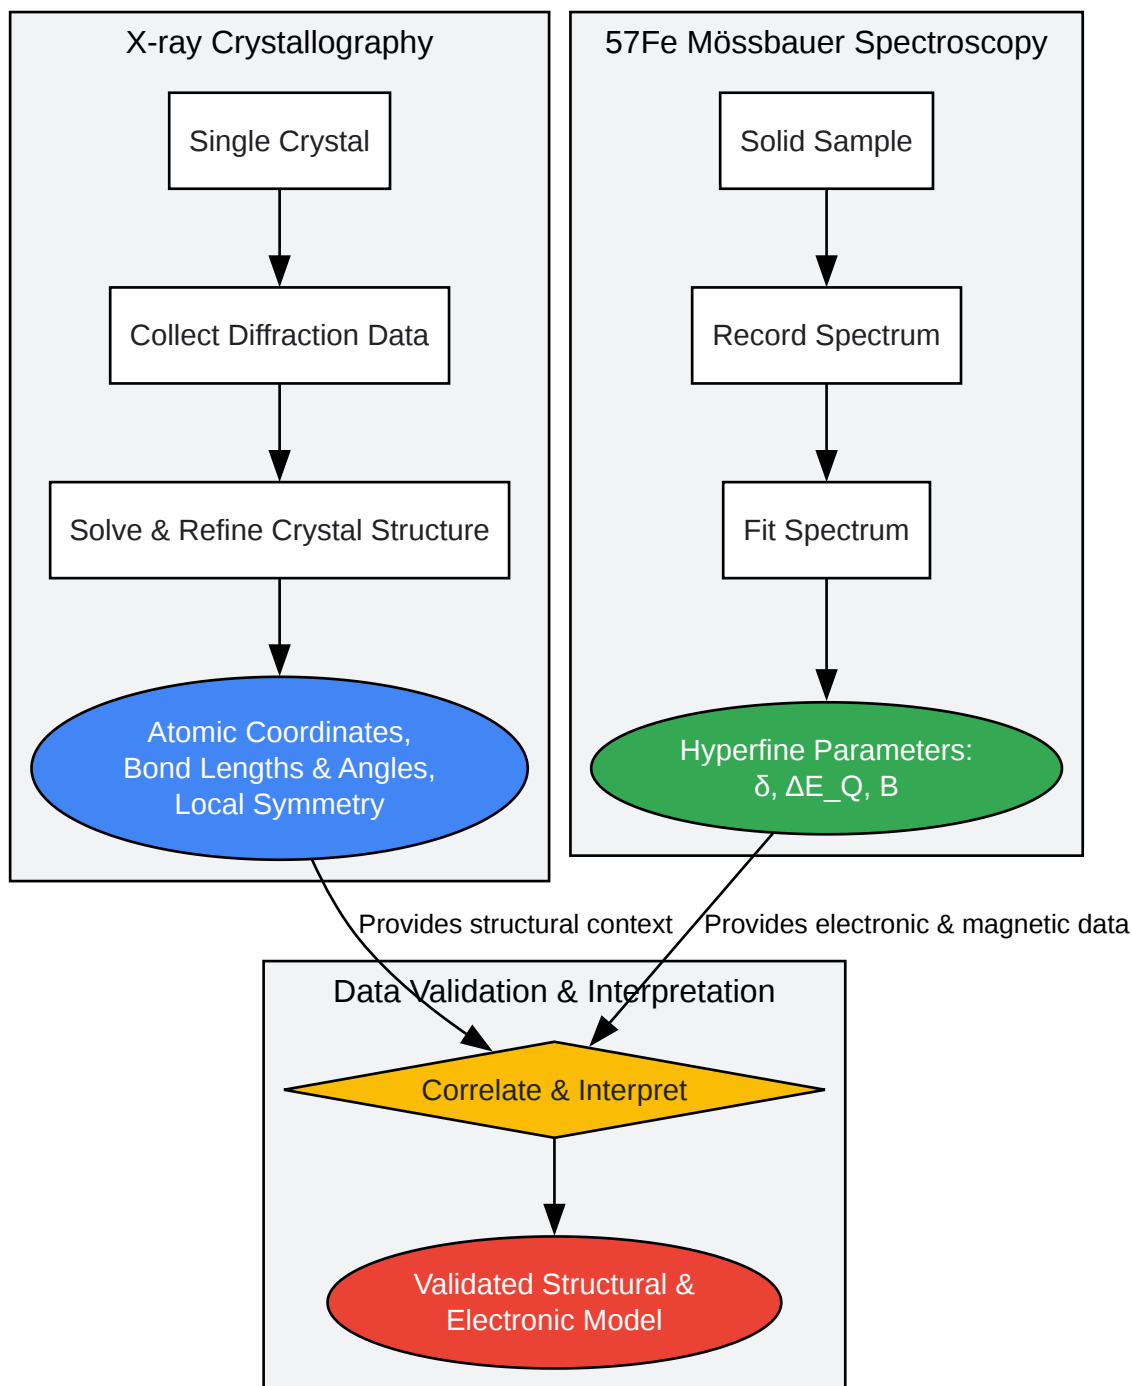 X-ray Crystallography
Single Crystal
Collect Diffraction Data
Solve & Refine Crystal Structure
Atomic Coordinates,
Bond Lengths & Angles,
Local Symmetry
57Fe Mössbauer Spectroscopy
Solid Sample
Record Spectrum
Fit Spectrum
Hyperfine Parameters:
δ, ΔE_Q, B
Provides structural context
Provides electronic & magnetic data
Data Validation & Interpretation
Correlate & Interpret
Validated Structural &
Electronic Model